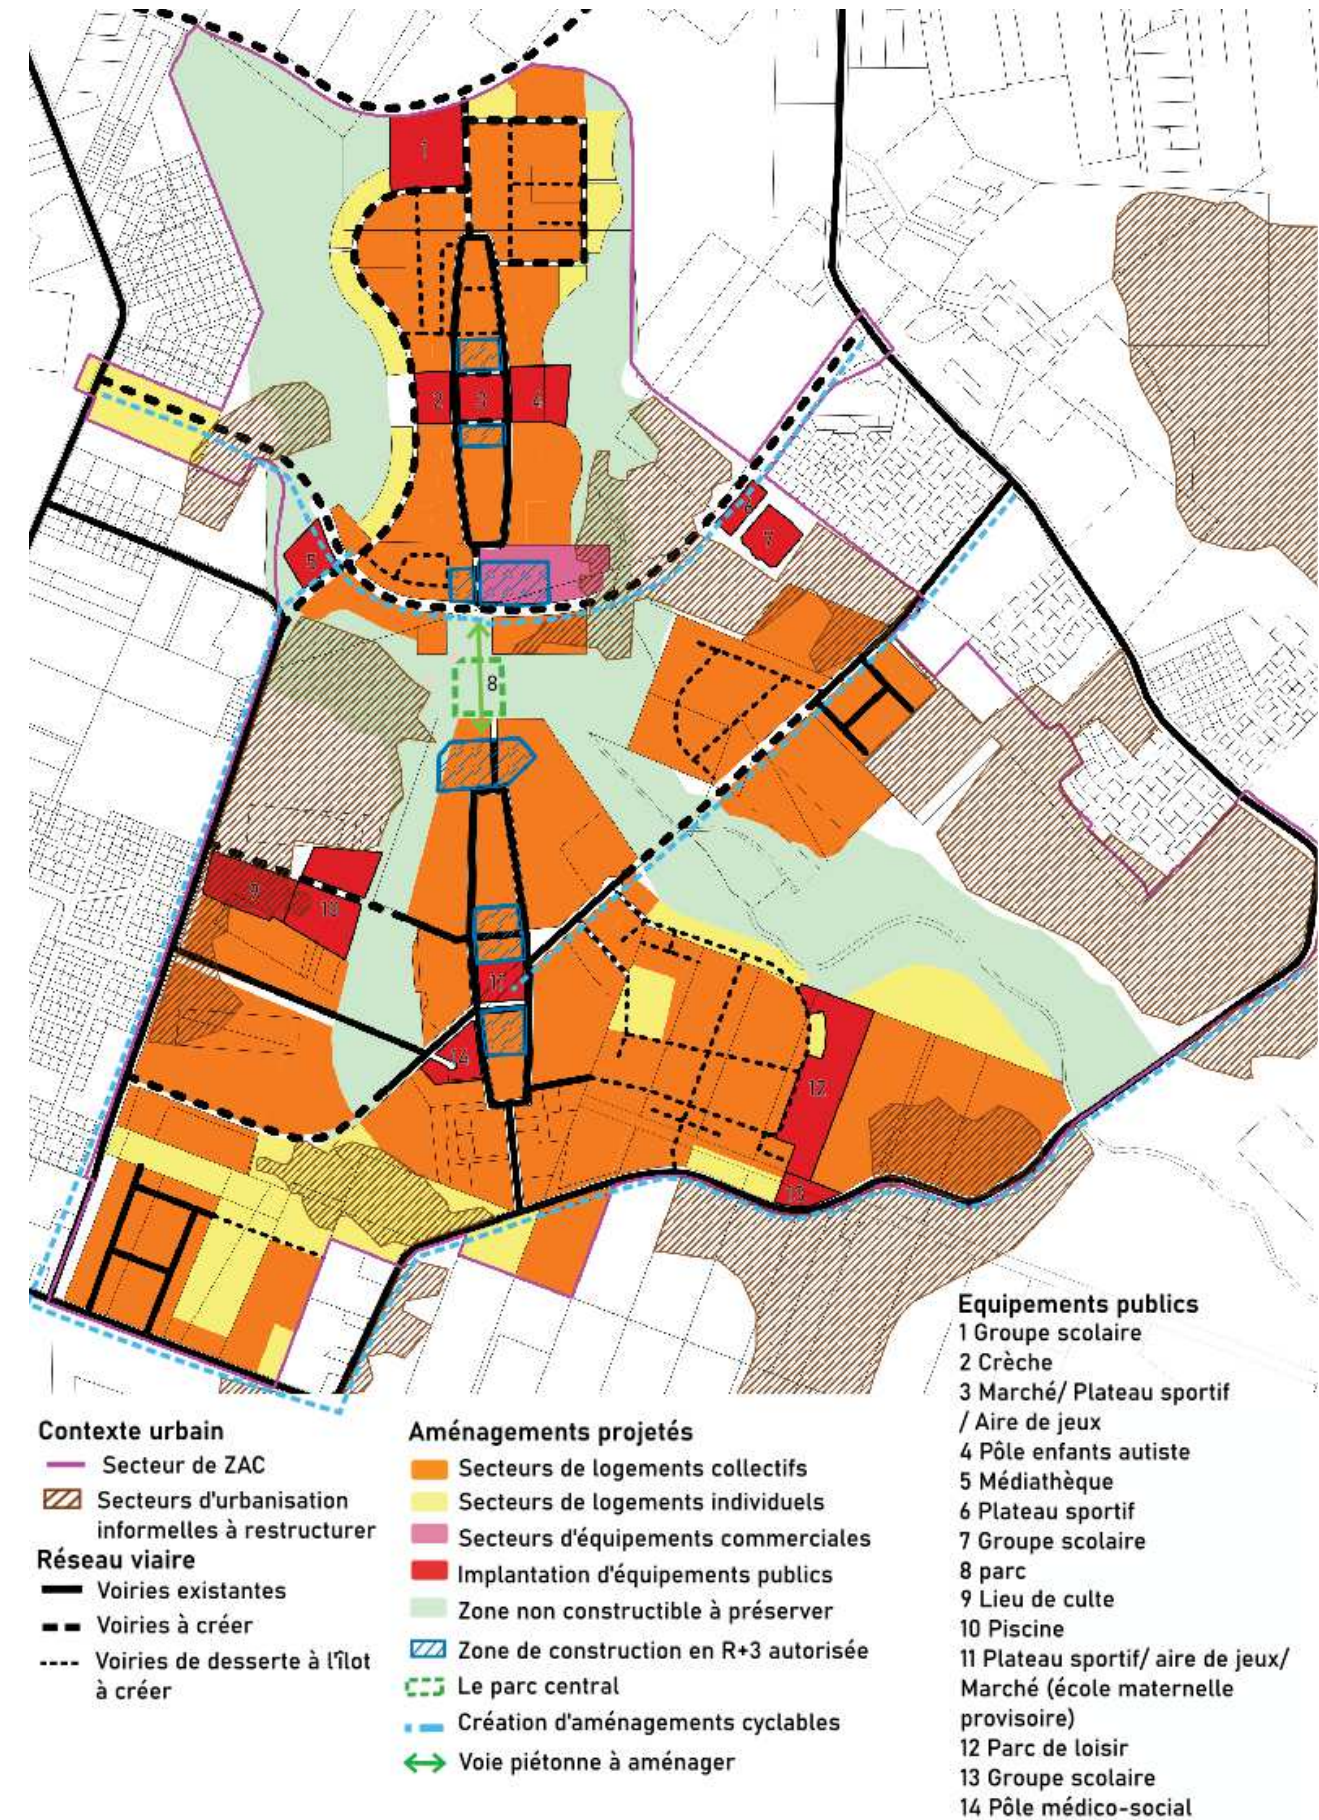 1
2
3
4
5
6
7
8
9
10
11
14
12
13
Contexte urbain
Secteur de ZAC
Secteurs d'urbanisation
informelles à restructurer
Réseau viaire
Voiries existantes
Voiries à créer
Voiries de desserte à l'îlot
à créer
Aménagements projetés
Secteurs de logements collectifs
Secteurs de logements individuels
Secteurs d'équipements commerciales
Implantation d'équipements publics
Zone non constructible à préserver
Zone de construction en R+3 autorisée
Le parc central
Création d'aménagements cyclables
Voie piétonne à aménager
Equipements publics
1 Groupe scolaire
2 Crèche
3 Marché/ Plateau sportif
/ Aire de jeux
4 Pôle enfants autiste
5 Médiathèque
6 Plateau sportif
7 Groupe scolaire
8 parc
9 Lieu de culte
10 Piscine
11 Plateau sportif/ aire de jeux/
Marché (école maternelle
provisoire)
12 Parc de loisir
13 Groupe scolaire
14 Pôle médico-social